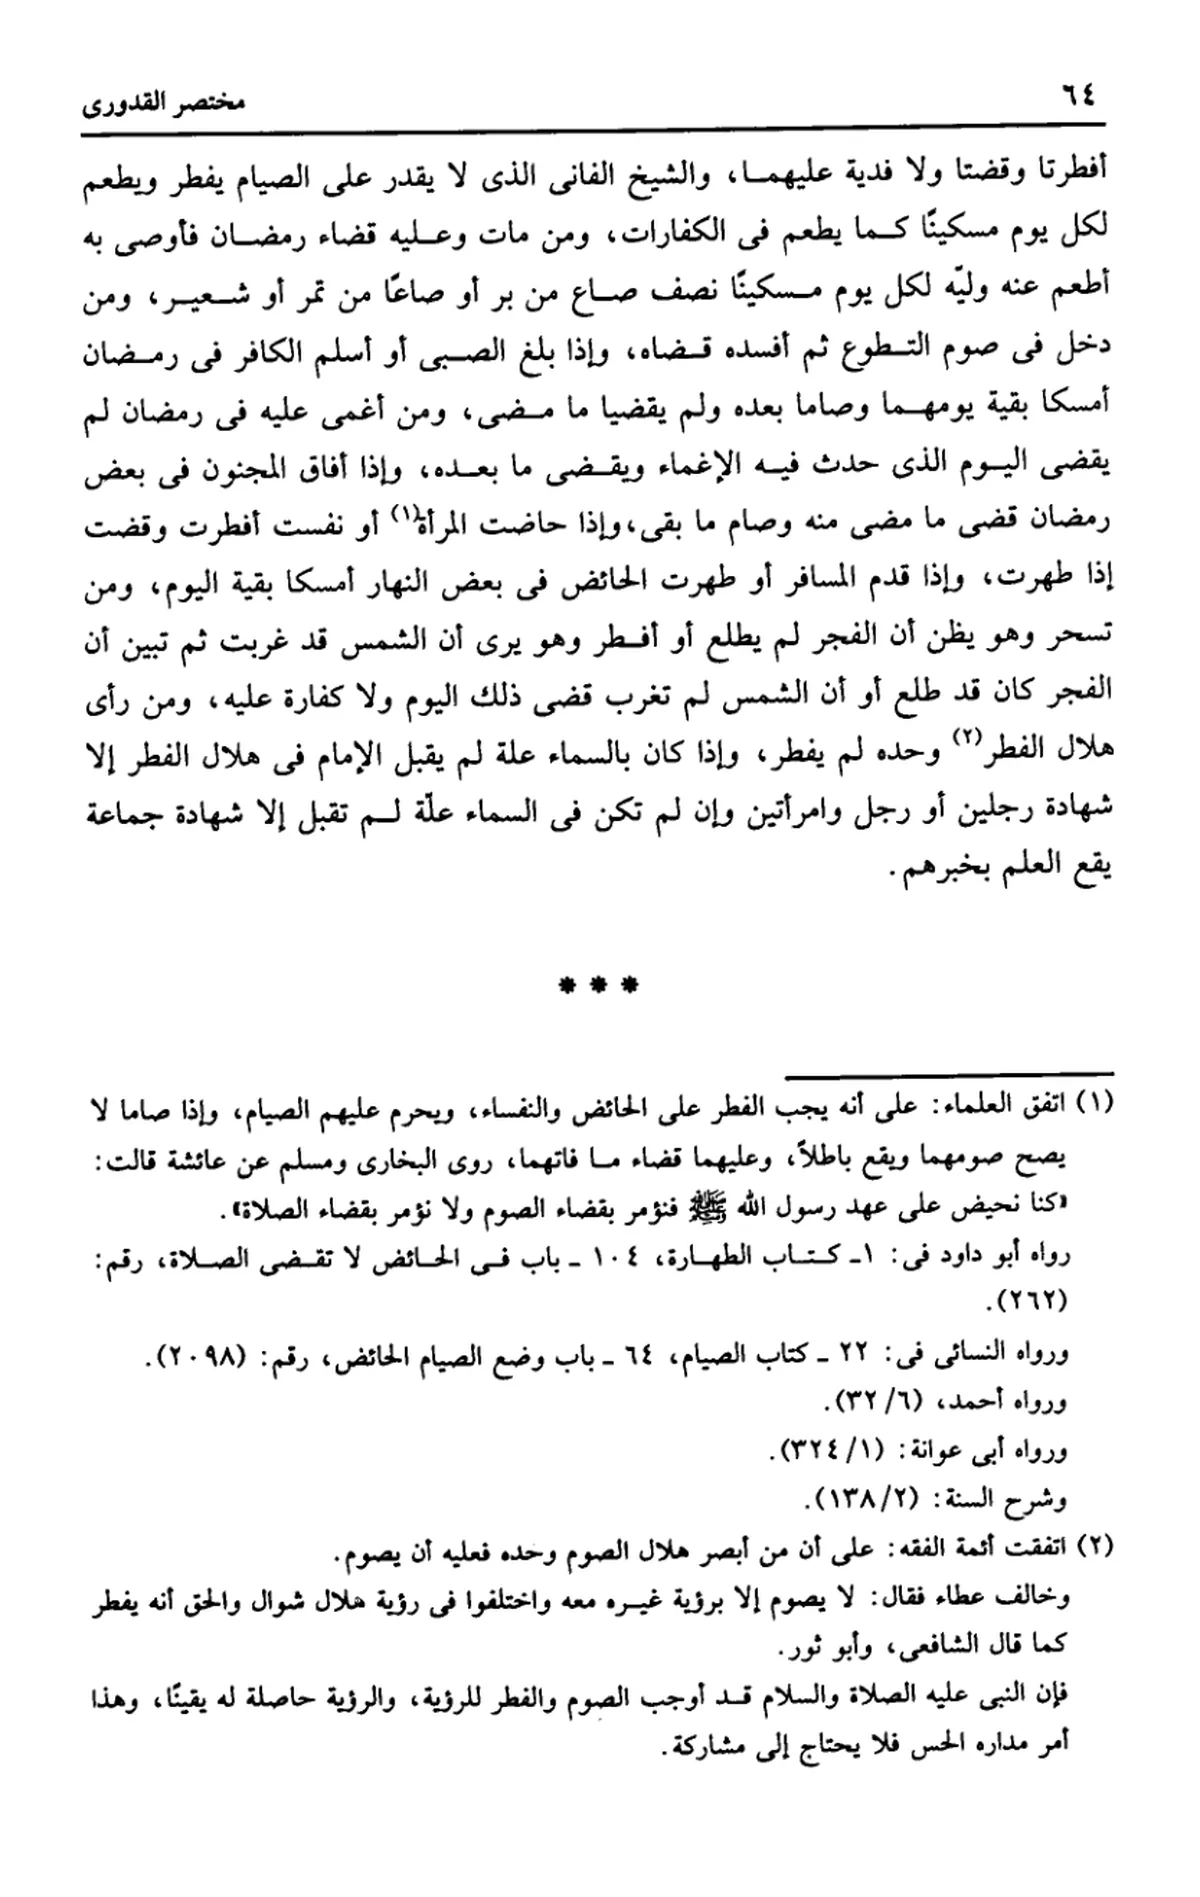 ٦٤
مختصر القدورى
أفطرتا وقضتا ولا فدية عليهما، والشيخ الفانى الذى لا يقدر على الصيام يفطر ويطعم
لكل يوم مسكينًا كما يطعم فى الكفارات، ومن مات وعليه قضاء رمضان فأوصى به
أطعم عنه وليّه لكل يوم مسكينًا نصف صاع من بر أو صاعًا من تمر أو شعير، ومن
دخل فى صوم التطوع ثم أفسده قضاه، وإذا بلغ الصبى أو أسلم الكافر فى رمضان
أمسكا بقية يومهما وصاما بعده ولم يقضيا ما مضى، ومن أغمى عليه فى رمضان لم
يقضى اليوم الذى حدث فيه الإغماء ويقضى ما بعده، وإذا أفاق المجنون فى بعض
رمضان قضى ما مضى منه وصام ما بقى،وإذا حاضت المرأة(١) أو نفست أفطرت وقضت
إذا طهرت، وإذا قدم المسافر أو طهرت الحائض فى بعض النهار أمسكا بقية اليوم، ومن
تسحر وهو يظن أن الفجر لم يطلع أو أفطر وهو يرى أن الشمس قد غربت ثم تبين أن
الفجر كان قد طلع أو أن الشمس لم تغرب قضى ذلك اليوم ولا كفارة عليه، ومن رأى
هلال الفطر(٢) وحده لم يفطر، وإذا كان بالسماء علة لم يقبل الإمام فى هلال الفطر إلا
شهادة رجلين أو رجل وامرأتين وإن لم تكن فى السماء علّة لم تقبل إلا شهادة جماعة
يقع العلم بخبرهم.
* * *
(١) اتفق العلماء: على أنه يجب الفطر على الحائض والنفساء، ويحرم عليهم الصيام، وإذا صاما لا
يصح صومهما ويقع باطلاً، وعليهما قضاء ما فاتهما، روى البخارى ومسلم عن عائشة قالت:
«كنا نحيض على عهد رسول الله ﷺ فنؤمر بقضاء الصوم ولا نؤمر بقضاء الصلاة».
رواه أبو داود فى: ١- كتاب الطهارة، ١٠٤ - باب فى الحائض لا تقضى الصلاة، رقم:
(٢٦٢).
ورواه النسائى فى: ٢٢ - كتاب الصيام، ٦٤ - باب وضع الصيام الحائض، رقم: (٢٠٩٨).
ورواه أحمد، (٣٢/٦).
ورواه أبى عوانة: (٣٢٤/١).
وشرح السنة: (١٣٨/٢).
(٢) اتفقت أئمة الفقه: على أن من أبصر هلال الصوم وحده فعليه أن يصوم.
وخالف عطاء فقال: لا يصوم إلا برؤية غيره معه واختلفوا فى رؤية هلال شوال والحق أنه يفطر
كما قال الشافعى، وأبو ثور.
فإن النبى عليه الصلاة والسلام قد أوجب الصوم والفطر للرؤية، والرؤية حاصلة له يقينًا، وهذا
أمر مداره الحس فلا يحتاج إلى مشاركة.